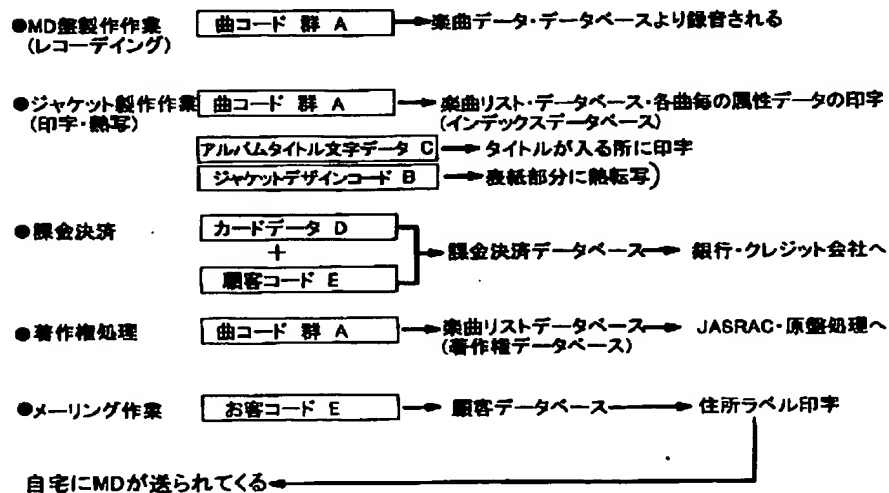 ●MD盤製作作業 曲コード 群 A 楽曲データ・データベースより録音される
(レコーデイング)
●ジャケット製作作業 曲コード 群 A 楽曲リスト・データベース・各曲毎の属性データの印字
(印字・熱写) (インデックスデータベース)
アルバムタイトル文字データ C タイトルが入る所に印字
ジャケットデザインコード B 表紙部分に熱転写)
●課金決済 カードデータ D
+ 課金決済データベース 銀行・クレジット会社へ
顧客コード E
●著作権処理 曲コード 群 A 楽曲リストデータベース JASRAC・原盤処理へ
(著作権データベース)
●メーリング作業 お客コード E 顧客データベース 住所ラベル印字
自宅にMDが送られてくる